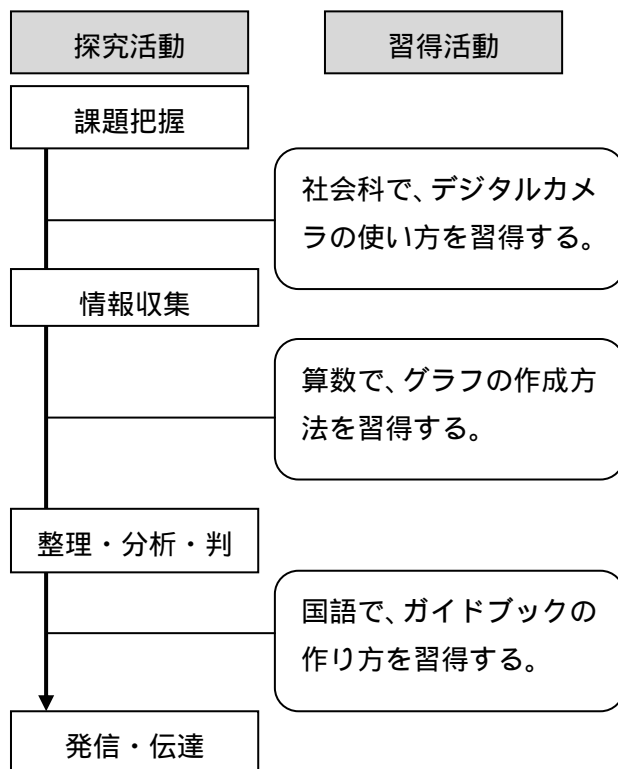 探究活動
習得活動
課題把握
社会科で、デジタルカメ
ラの使い方を習得する。
情報収集
算数で、グラフの作成方
法を習得する。
整理・分析・判
国語で、ガイドブックの
作り方を習得する。
発信・伝達